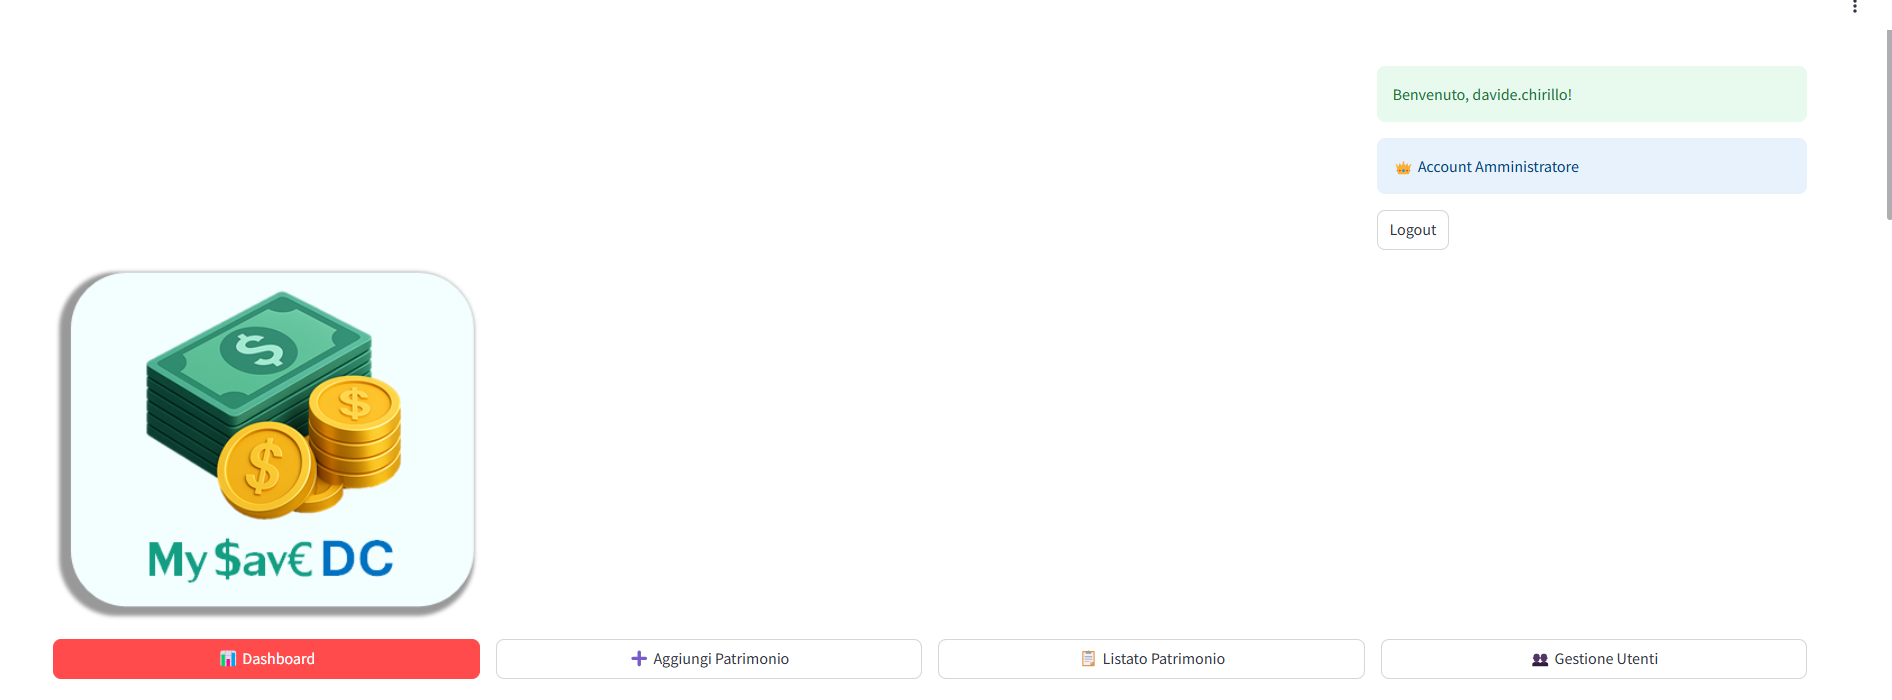 Benvenuto, davide.chirillo!
👑 Account Amministratore
Logout
My $av€ DC
📊 Dashboard
➕ Aggiungi Patrimonio
📋 Listato Patrimonio
👥 Gestione Utenti